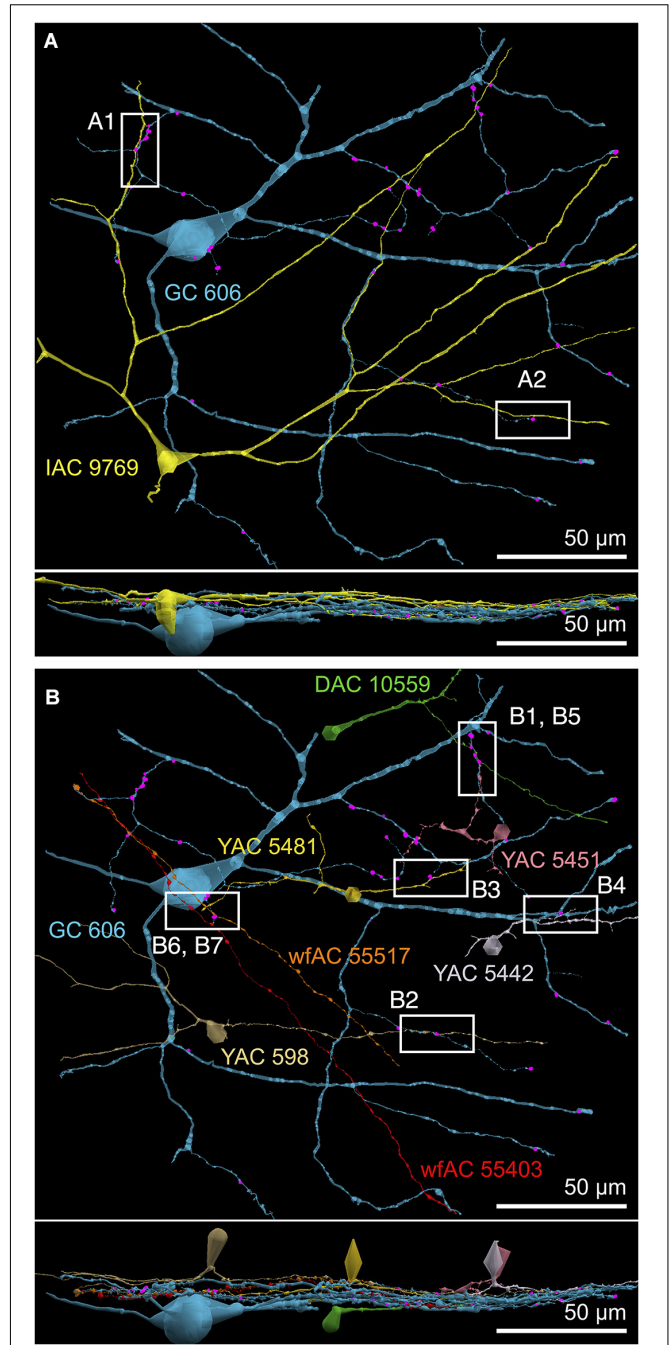 A
A1
GC 606
A2
IAC 9769
50 µm
50 µm
B
DAC 10559
B1, B5
YAC 5481
YAC 5451
B3
B4
GC 606
B6, B7
wfAC 55517
YAC 5442
B2
YAC 598
wfAC 55403
50 µm
50 µm